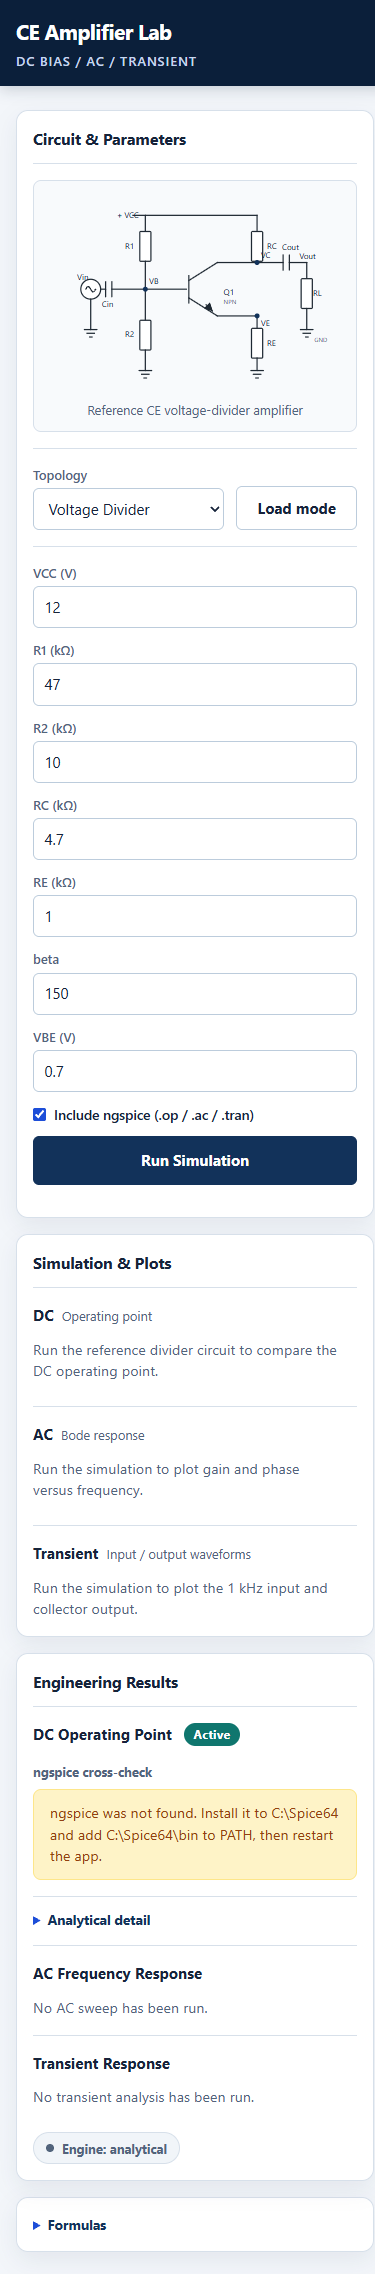 CE Amplifier Lab
DC BIAS / AC / TRANSIENT
Circuit & Parameters
+ VCC
R1
RC
Cout
VC
Vout
Vin
VB
Q1
NPN
RL
Cin
R2
VE
RE
GND
Reference CE voltage-divider amplifier
Topology
Voltage Divider
Load mode
VCC (V)
12
R1 (kΩ)
47
R2 (kΩ)
10
RC (kΩ)
4.7
RE (kΩ)
1
beta
150
VBE (V)
0.7
Include ngspice (.op / .ac / .tran)
Run Simulation
Simulation & Plots
DC Operating point
Run the reference divider circuit to compare the
DC operating point.
AC Bode response
Run the simulation to plot gain and phase
versus frequency.
Transient Input / output waveforms
Run the simulation to plot the 1 kHz input and
collector output.
Engineering Results
DC Operating Point Active
ngspice cross-check
ngspice was not found. Install it to C:\Spice64
and add C:\Spice64\bin to PATH, then restart
the app.
Analytical detail
AC Frequency Response
No AC sweep has been run.
Transient Response
No transient analysis has been run.
Engine: analytical
Formulas